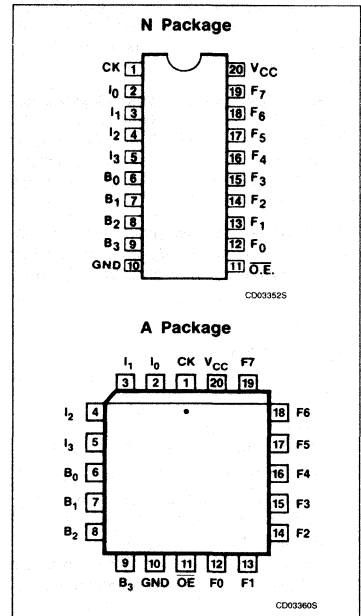 N Package
CK 1 20 VCC
I0 2 19 F7
I1 3 18 F6
I2 4 17 F5
I3 5 16 F4
B0 6 15 F3
B1 7 14 F2
B2 8 13 F1
B3 9 12 F0
GND 10 11 O.E.
CD03352S
A Package
I1 I0 CK VCC F7
3 2 1 20 19
I2 4 18 F6
I3 5 17 F5
B0 6 16 F4
B1 7 15 F3
B2 8 14 F2
9 10 11 12 13
B3 GND OE F0 F1
CD03360S